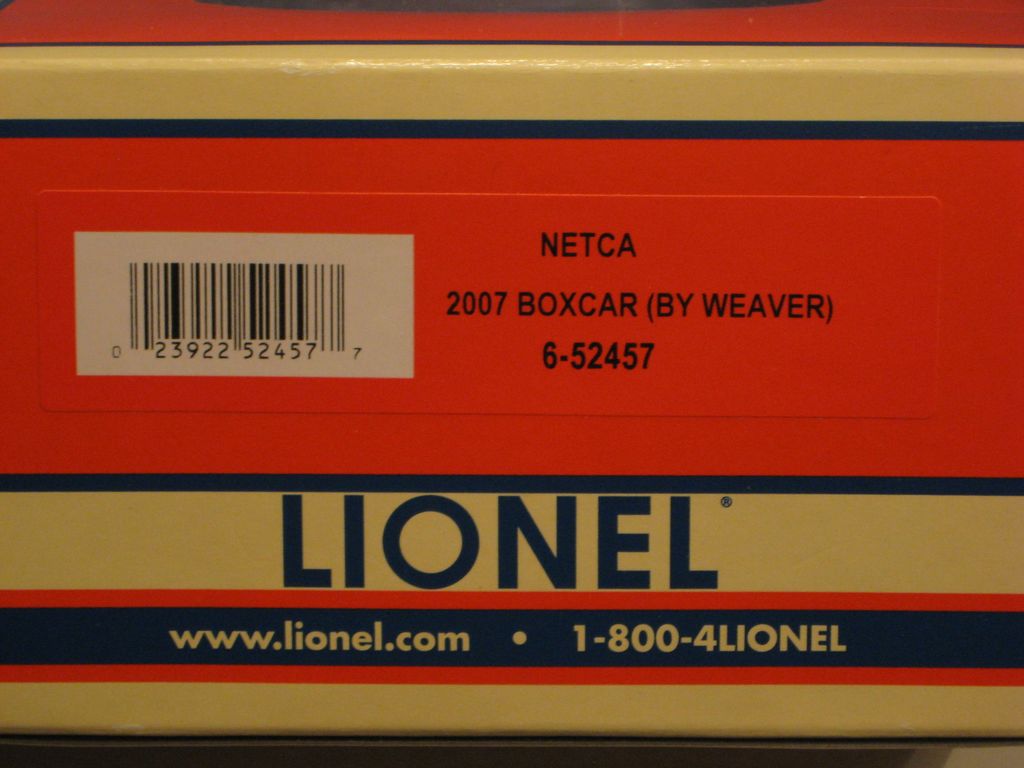 NETCA
2007 BOXCAR (BY WEAVER)
6-52457
0 23922 52457 7
LIONEL®
www.lionel.com • 1-800-4LIONEL